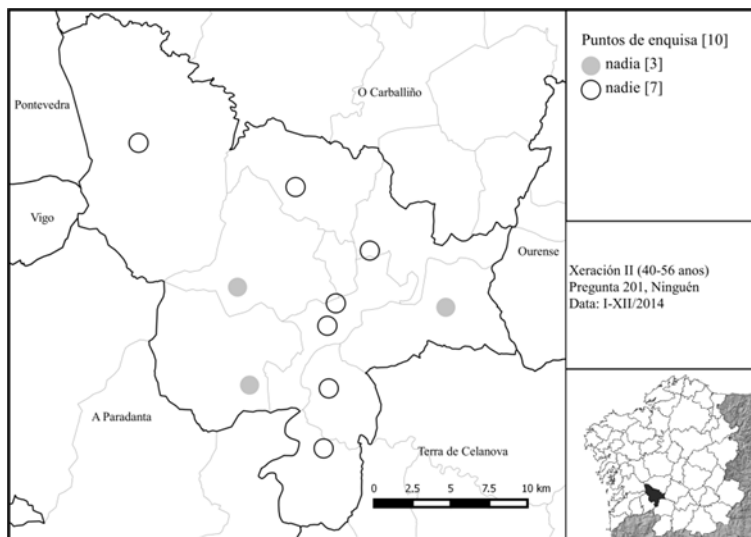 Puntos de enquisa [10]
nadia [3]
nadie [7]
O Carballiño
Pontevedra
Vigo
Ourense
Xeración II (40-56 anos)
Pregunta 201, Ninguén
Data: I-XII/2014
A Paradanta
Terra de Celanova
0 2.5 5 7.5 10 km